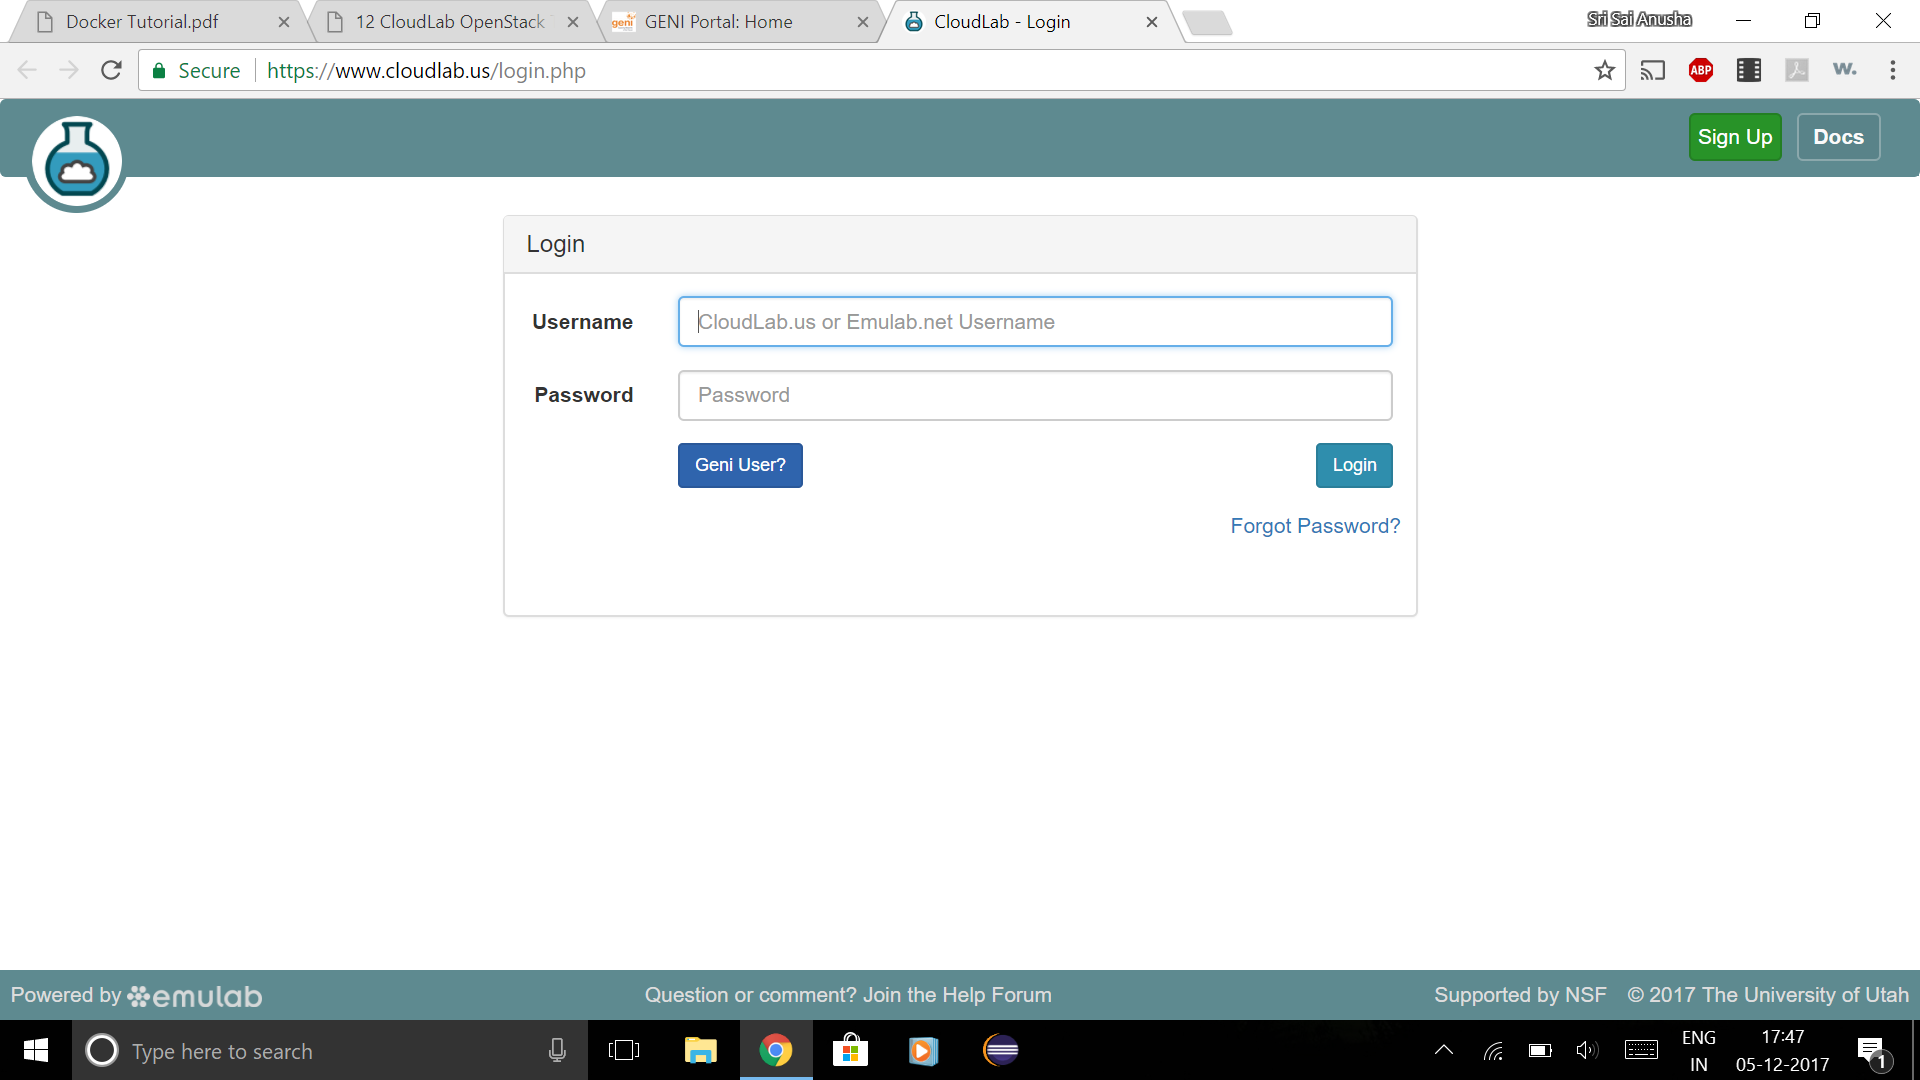 Docker Tutorial.pdf
12 CloudLab OpenStack
geni
GENI Portal: Home
CloudLab - Login
Sri Sai Anusha
Secure
https://www.cloudlab.us/login.php
ABP
w.
Sign Up
Docs
Login
Username
CloudLab.us or Emulab.net Username
Password
Password
Geni User?
Login
Forgot Password?
Powered by emulab
Question or comment? Join the Help Forum
Supported by NSF © 2017 The University of Utah
Type here to search
ENG
IN
17:47
05-12-2017
1